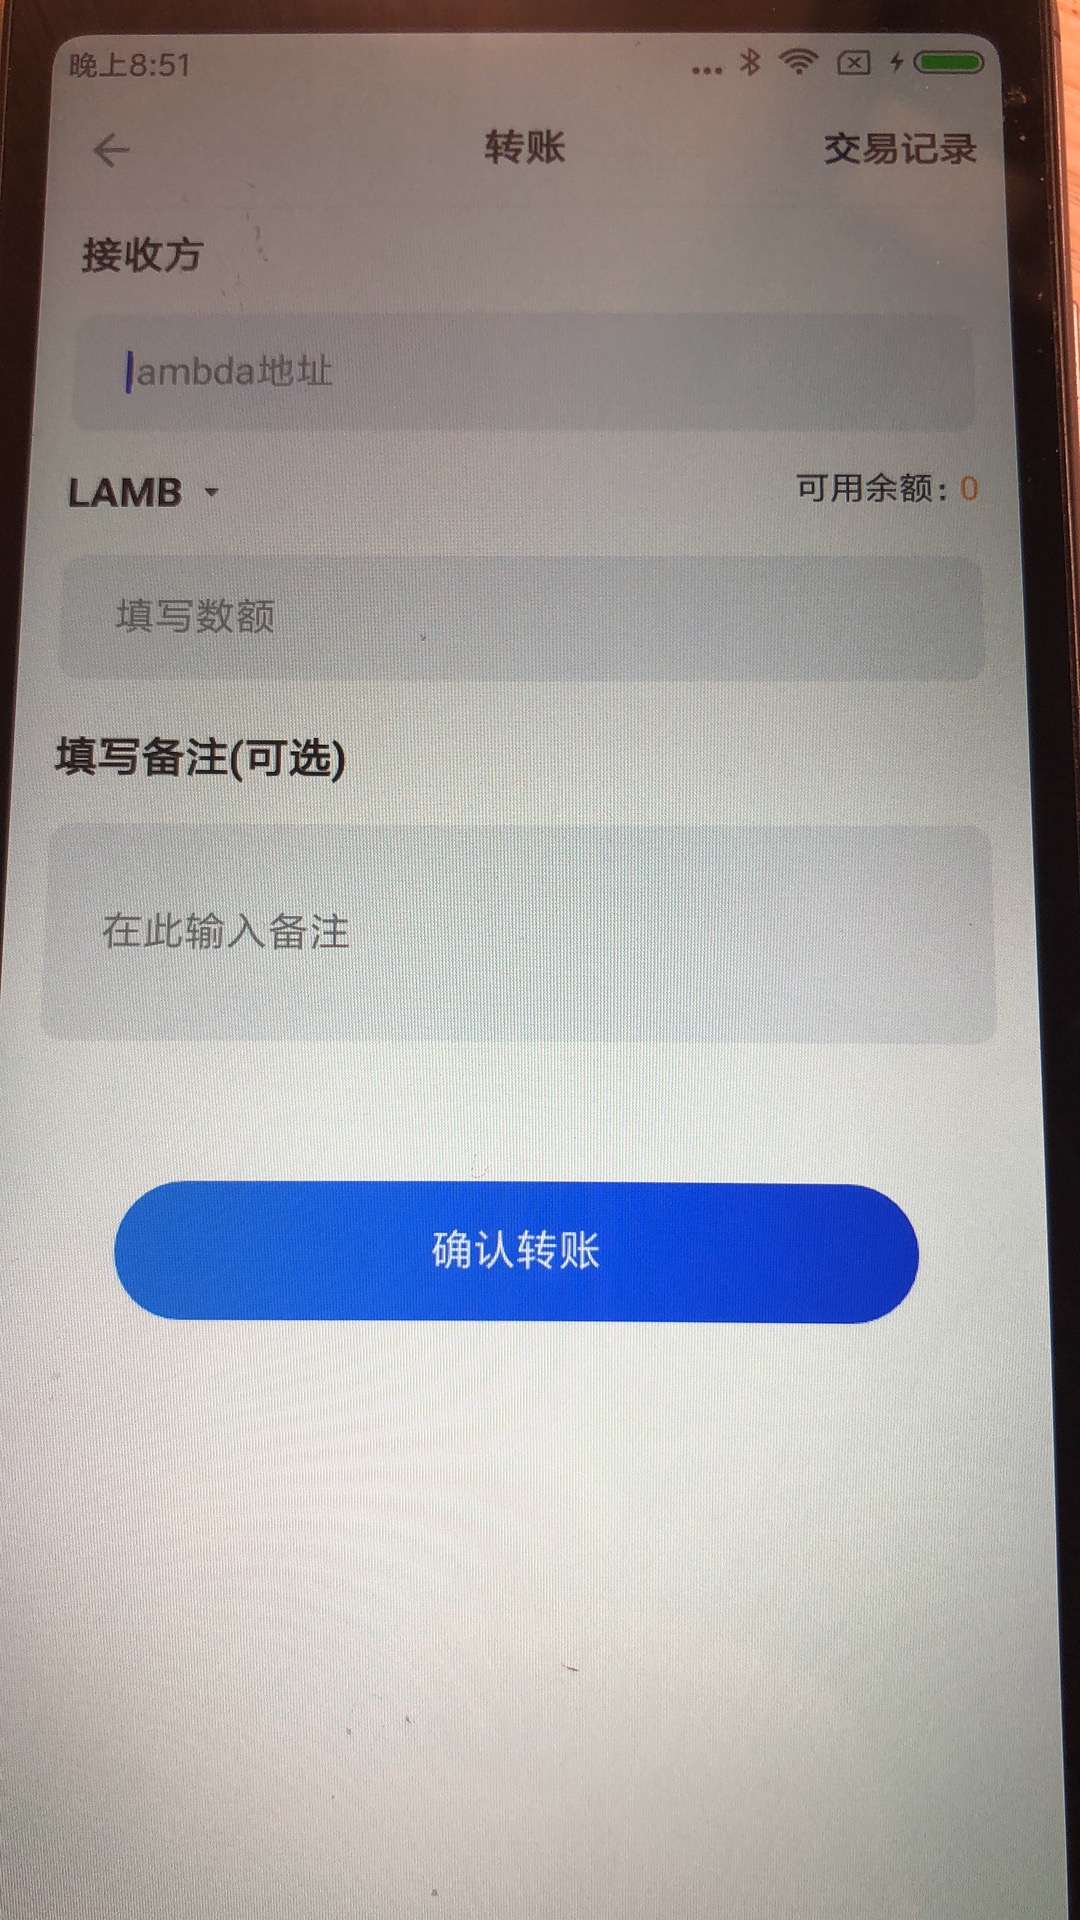 晚上8:51
转账
交易记录
接收方
lambda地址
LAMB
可用余额：0
填写数额
填写备注(可选)
在此输入备注
确认转账